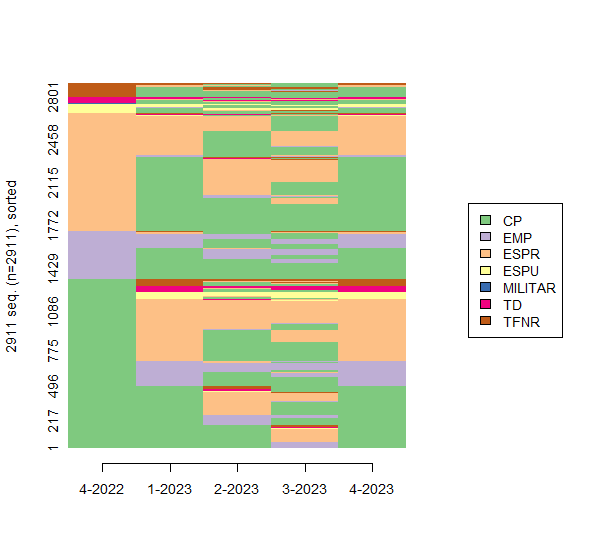 2911 seq. (n=2911), sorted
2801
2458
2115
1772
1429
1086
775
496
217
1
4-2022 1-2023 2-2023 3-2023 4-2023
CP
EMP
ESPR
ESPU
MILITAR
TD
TFNR